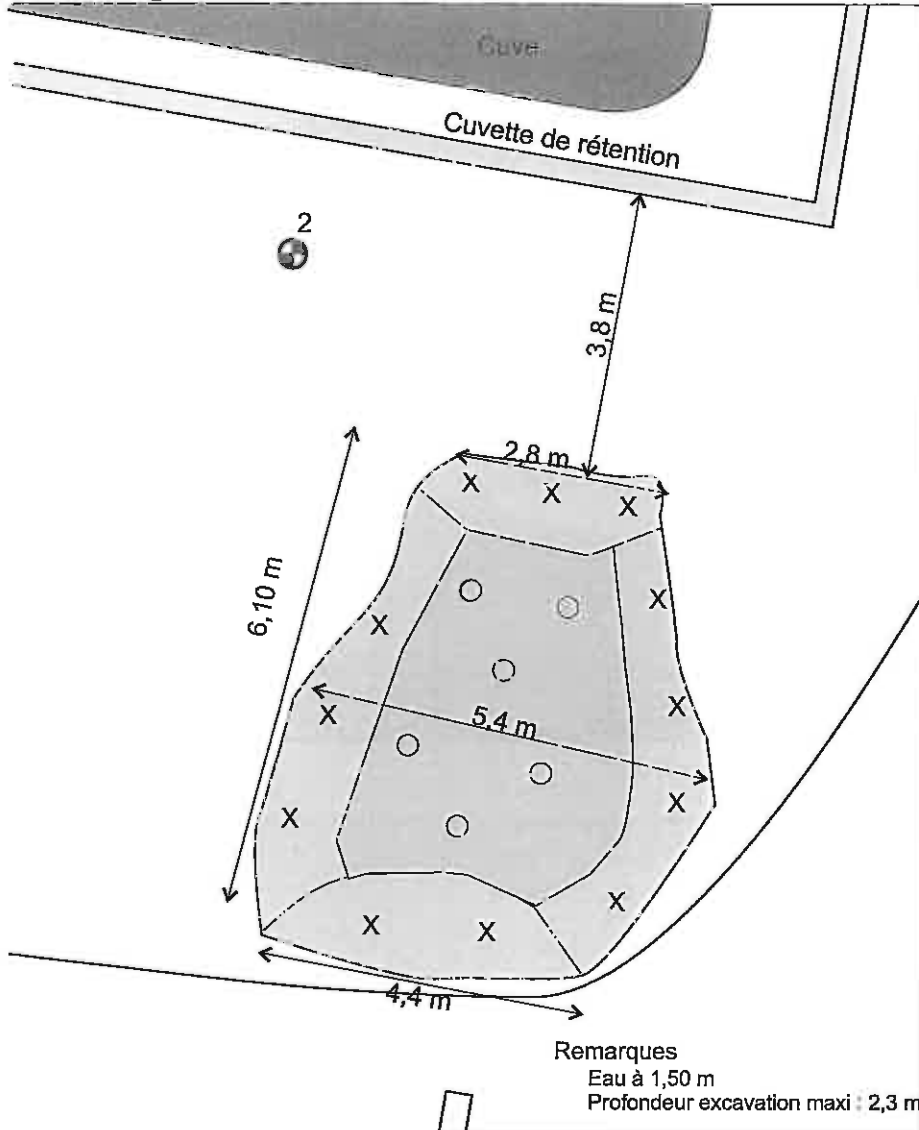 Cuve
Cuvette de rétention
2
3,8 m
2,8 m
X X X
6,10 m
X X
X X
5,4 m
X X
X
X X
4,4 m
Remarques
Eau à 1,50 m
Profondeur excavation maxi : 2,3 m